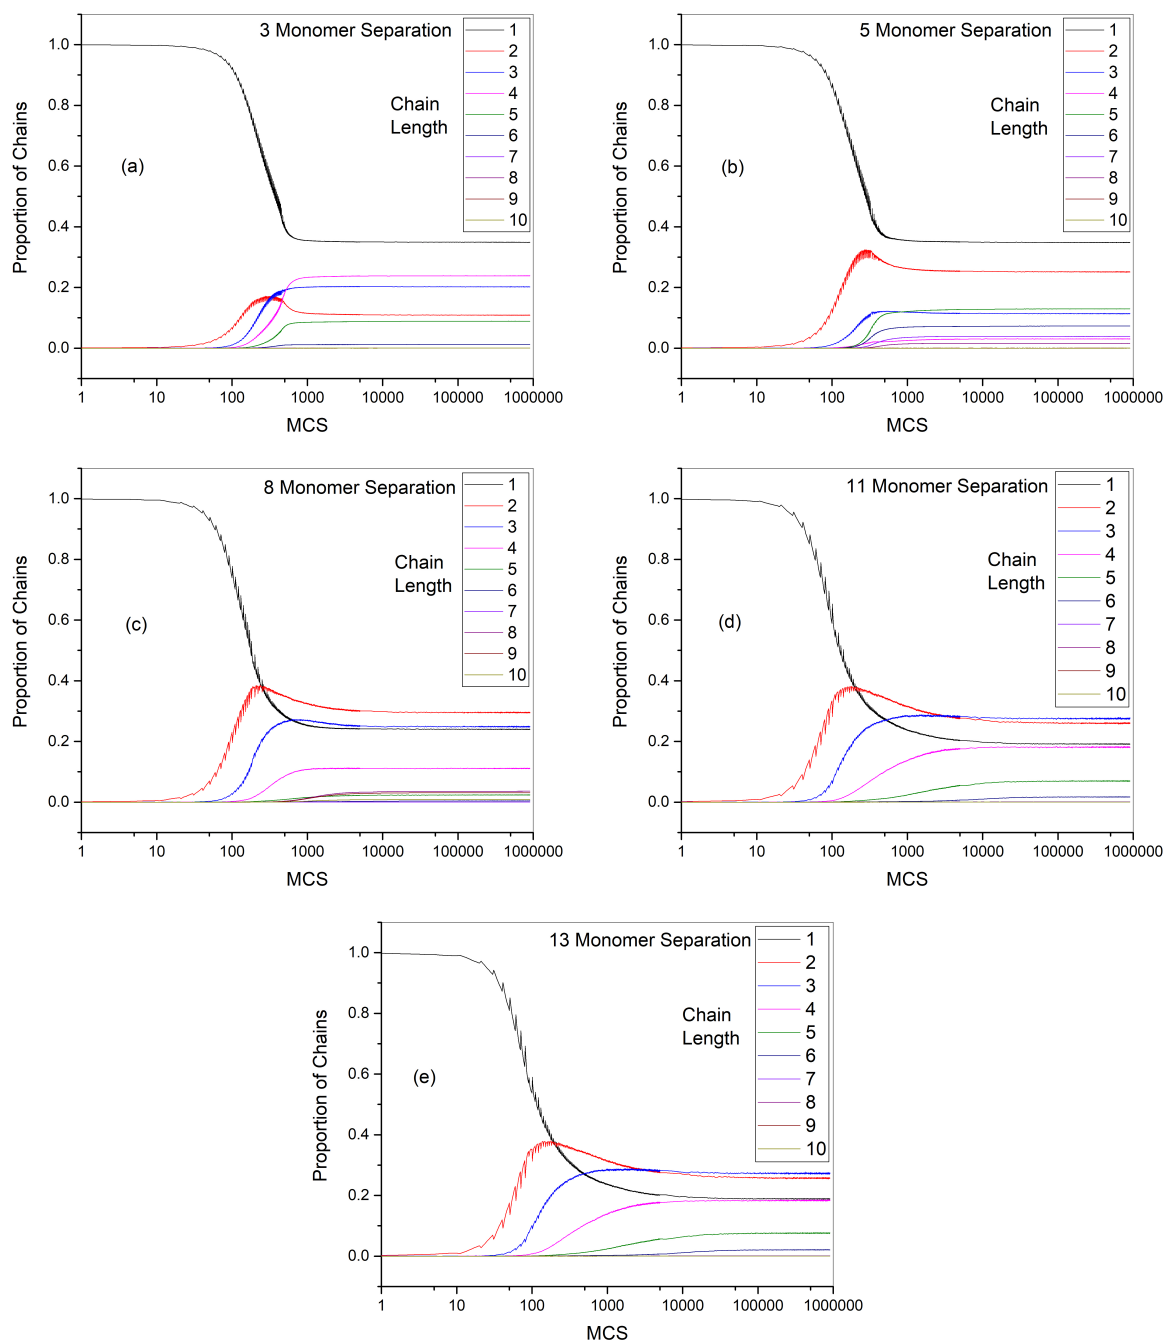 3 Monomer Separation
1
2
3
4
5
6
7
8
9
10
Chain
Length
(a)
Proportion of Chains
1.0
0.8
0.6
0.4
0.2
0.0
1 10 100 1000 10000 100000 1000000
MCS
5 Monomer Separation
1
2
3
4
5
6
7
8
9
10
Chain
Length
(b)
Proportion of Chains
1.0
0.8
0.6
0.4
0.2
0.0
1 10 100 1000 10000 100000 1000000
MCS
8 Monomer Separation
1
2
3
4
5
6
7
8
9
10
Chain
Length
(c)
Proportion of Chains
1.0
0.8
0.6
0.4
0.2
0.0
1 10 100 1000 10000 100000 1000000
MCS
11 Monomer Separation
1
2
3
4
5
6
7
8
9
10
Chain
Length
(d)
Proportion of Chains
1.0
0.8
0.6
0.4
0.2
0.0
1 10 100 1000 10000 100000 1000000
MCS
13 Monomer Separation
1
2
3
4
5
6
7
8
9
10
Chain
Length
(e)
Proportion of Chains
1.0
0.8
0.6
0.4
0.2
0.0
1 10 100 1000 10000 100000 1000000
MCS